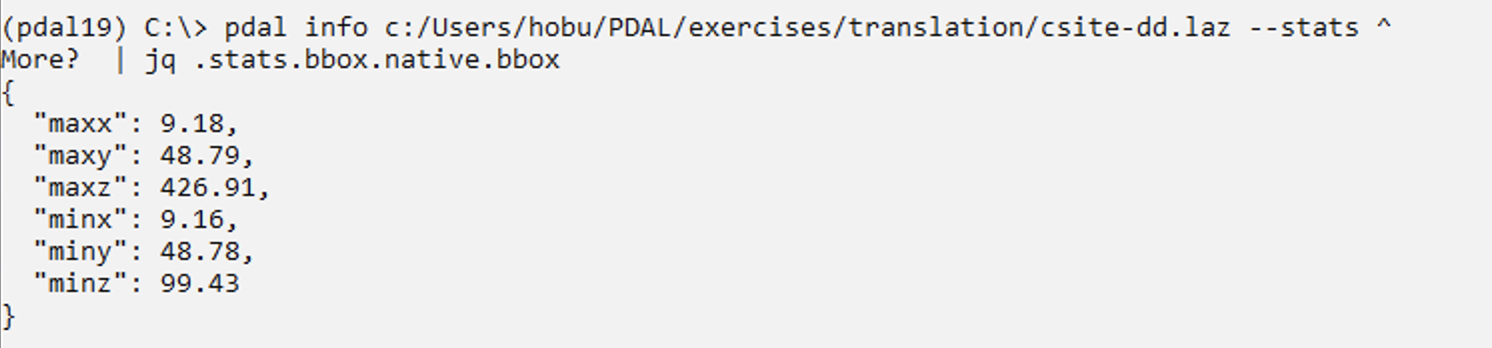 (pdal19) C:\> pdal info c:/Users/hobu/PDAL/exercises/translation/csite-dd.laz --stats ^
More?  | jq .stats.bbox.native.bbox
{
  "maxx": 9.18,
  "maxy": 48.79,
  "maxz": 426.91,
  "minx": 9.16,
  "miny": 48.78,
  "minz": 99.43
}